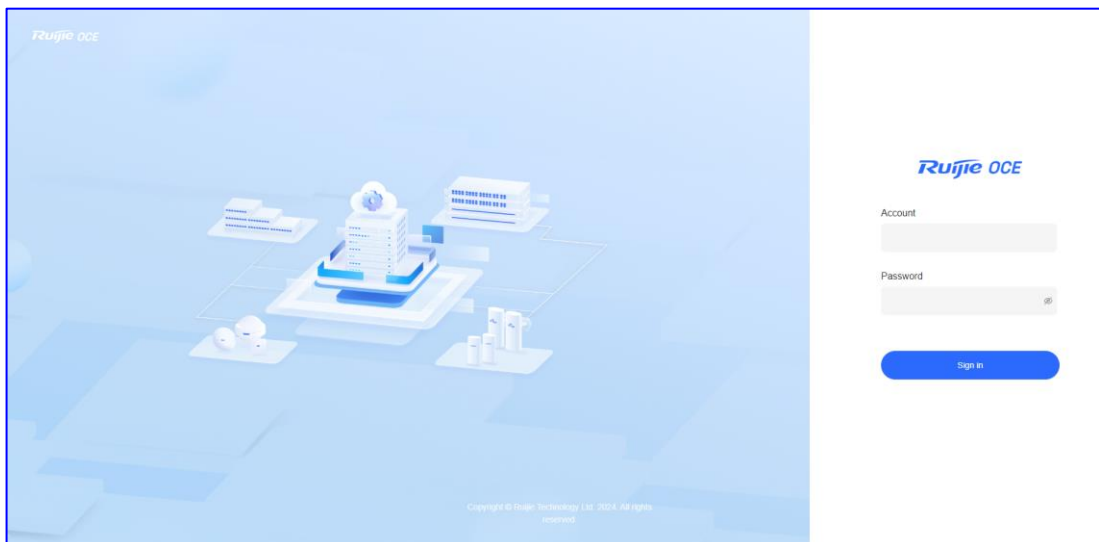 Ruijie OCE
Ruijie OCE
Account
Password
Sign in
Copyright © Ruijie Technology Ltd. 2024. All rights
reserved